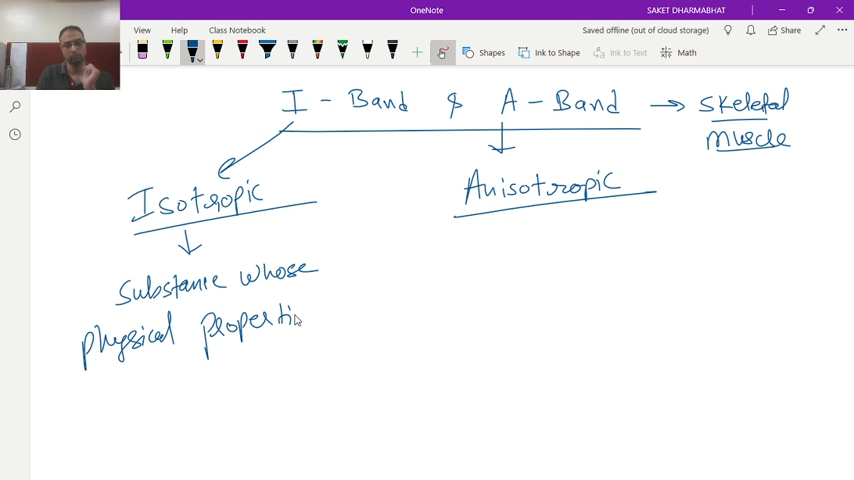 OneNote
SAKET DHARMABHAT
View Help Class Notebook
Saved offline (out of cloud storage)
Share
Shapes
Ink to Shape
Ink to Text
Math
I - Band & A - Band → Skeletal
muscle
Isotropic
Anisotropic
Substance whose
physical properti